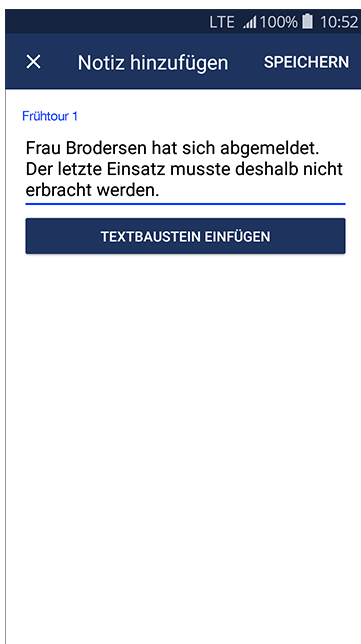 LTE 100% 10:52
Notiz hinzufügen SPEICHERN
Frühtour 1
Frau Brodersen hat sich abgemeldet.
Der letzte Einsatz musste deshalb nicht
erbracht werden.
TEXTBAUSTEIN EINFÜGEN